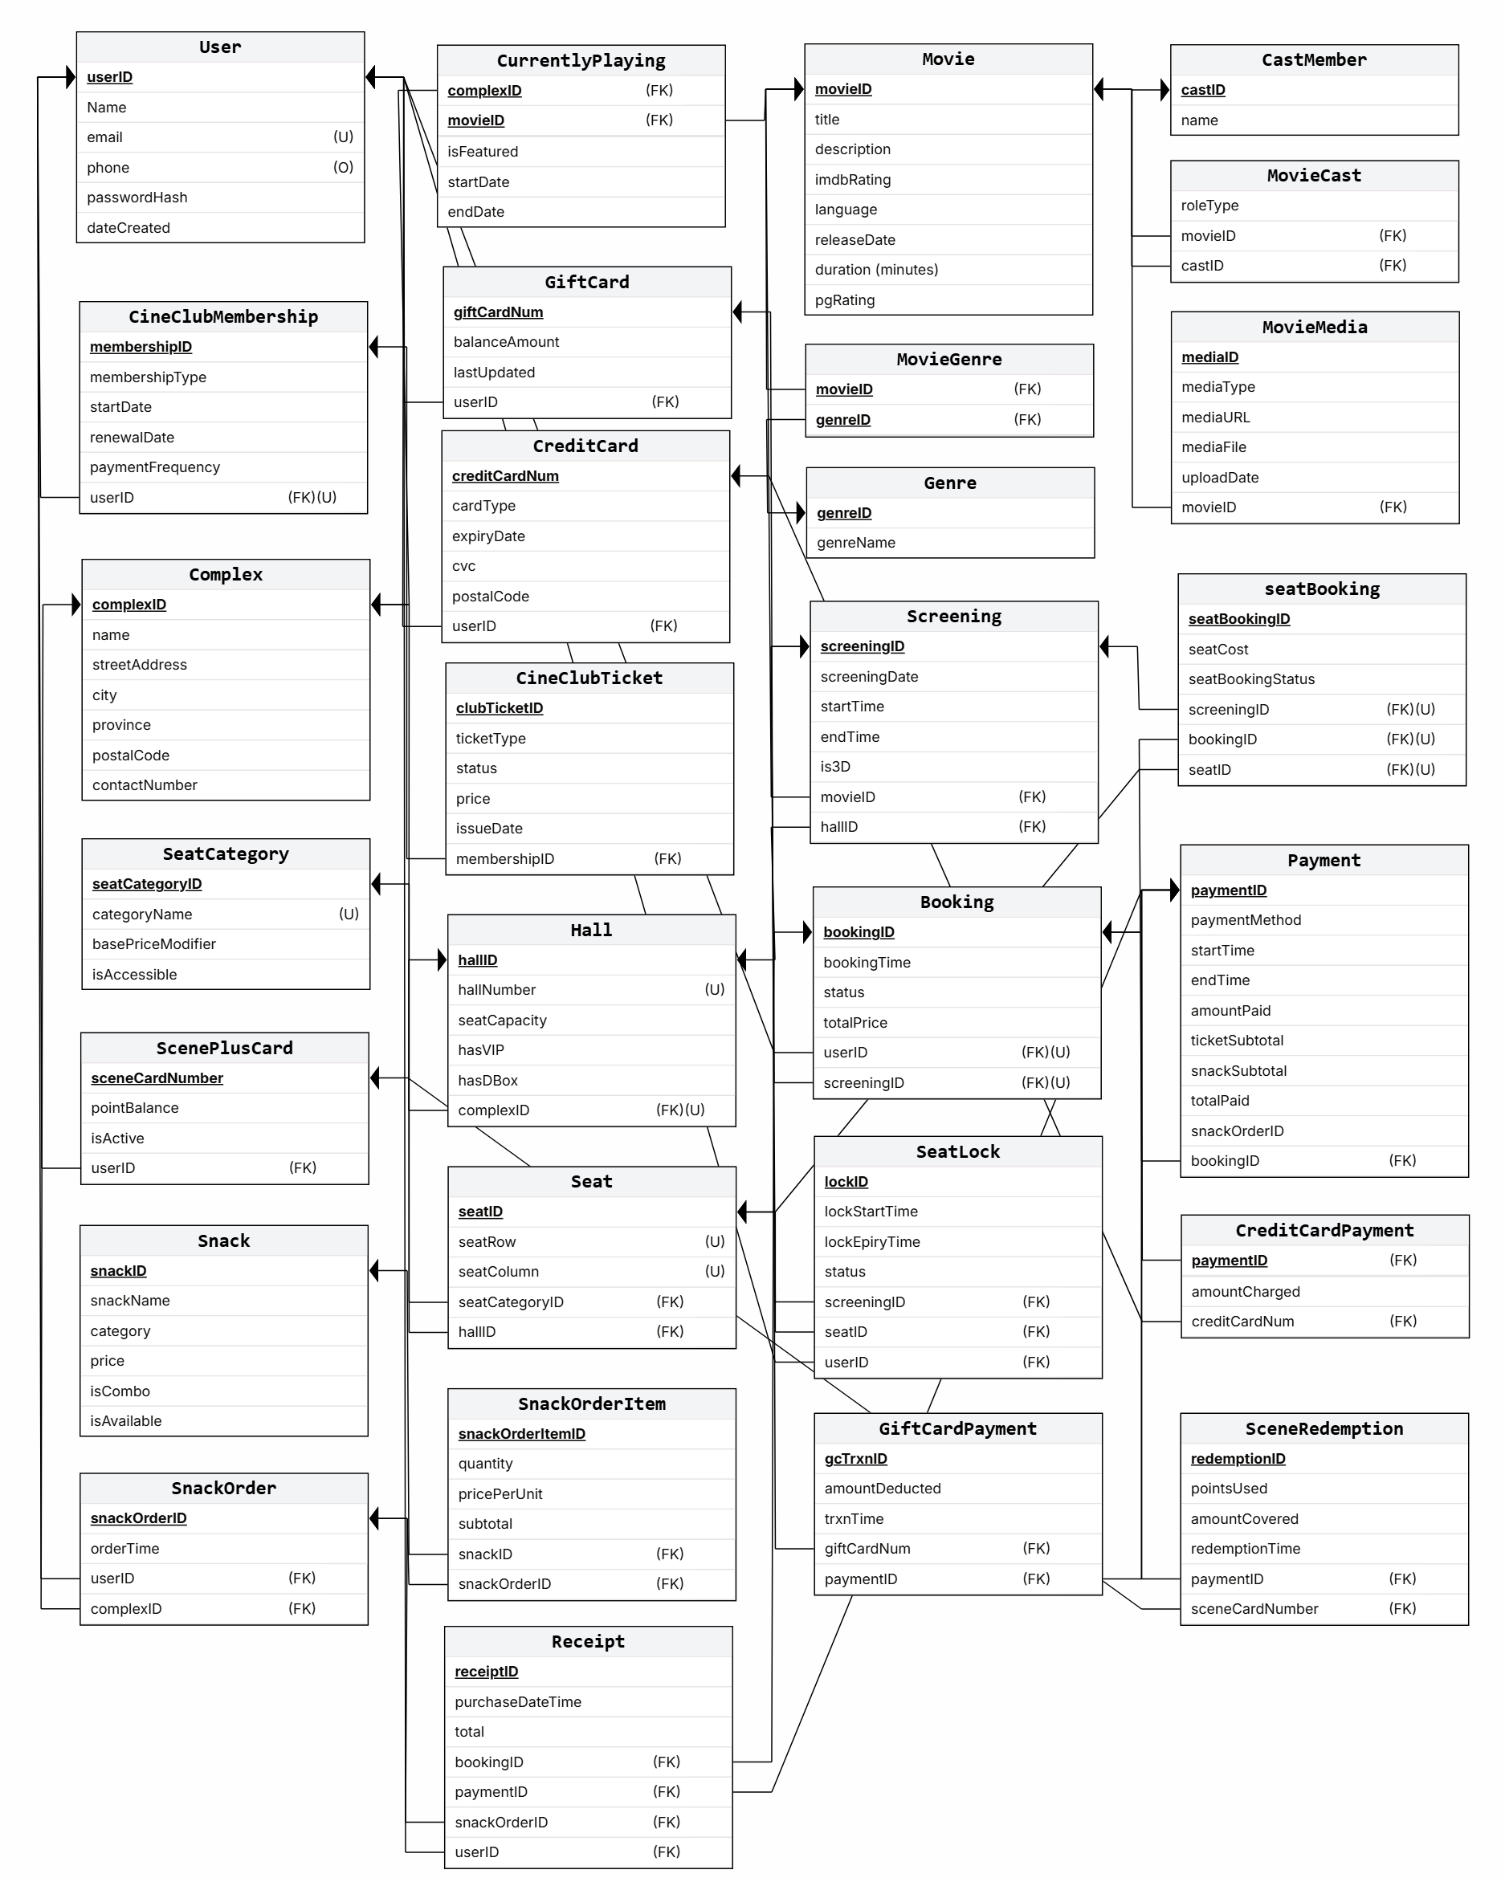 User
userID
Name
email (U)
phone (O)
passwordHash
dateCreated
CineClubMembership
membershipID
membershipType
startDate
renewalDate
paymentFrequency
userID (FK)(U)
Complex
complexID
name
streetAddress
city
province
postalCode
contactNumber
SeatCategory
seatCategoryID
categoryName (U)
basePriceModifier
isAccessible
ScenePlusCard
sceneCardNumber
pointBalance
isActive
userID (FK)
Snack
snackID
snackName
category
price
isCombo
isAvailable
SnackOrder
snackOrderID
orderTime
userID (FK)
complexID (FK)
CurrentlyPlaying
complexID (FK)
movieID (FK)
isFeatured
startDate
endDate
GiftCard
giftCardNum
balanceAmount
lastUpdated
userID (FK)
CreditCard
creditCardNum
cardType
expiryDate
cvc
postalCode
userID (FK)
CineClubTicket
clubTicketID
ticketType
status
price
issueDate
membershipID (FK)
Hall
hallID
hallNumber (U)
seatCapacity
hasVIP
hasDBox
complexID (FK)(U)
Seat
seatID
seatRow (U)
seatColumn (U)
seatCategoryID (FK)
hallID (FK)
SnackOrderItem
snackOrderItemID
quantity
pricePerUnit
subtotal
snackID (FK)
snackOrderID (FK)
Receipt
receiptID
purchaseDateTime
total
bookingID (FK)
paymentID (FK)
snackOrderID (FK)
userID (FK)
Movie
movieID
title
description
imdbRating
language
releaseDate
duration (minutes)
pgRating
MovieGenre
movieID (FK)
genreID (FK)
Genre
genreID
genreName
Screening
screeningID
screeningDate
startTime
endTime
is3D
movieID (FK)
hallID (FK)
Booking
bookingID
bookingTime
status
totalPrice
userID (FK)(U)
screeningID (FK)(U)
SeatLock
lockID
lockStartTime
lockEpiryTime
status
screeningID (FK)
seatID (FK)
userID (FK)
GiftCardPayment
gcTrxnID
amountDeducted
trxnTime
giftCardNum (FK)
paymentID (FK)
CastMember
castID
name
MovieCast
roleType
movieID (FK)
castID (FK)
MovieMedia
mediaID
mediaType
mediaURL
mediaFile
uploadDate
movieID (FK)
seatBooking
seatBookingID
seatCost
seatBookingStatus
screeningID (FK)(U)
bookingID (FK)(U)
seatID (FK)(U)
Payment
paymentID
paymentMethod
startTime
endTime
amountPaid
ticketSubtotal
snackSubtotal
totalPaid
snackOrderID
bookingID (FK)
CreditCardPayment
paymentID (FK)
amountCharged
creditCardNum (FK)
SceneRedemption
redemptionID
pointsUsed
amountCovered
redemptionTime
paymentID (FK)
sceneCardNumber (FK)